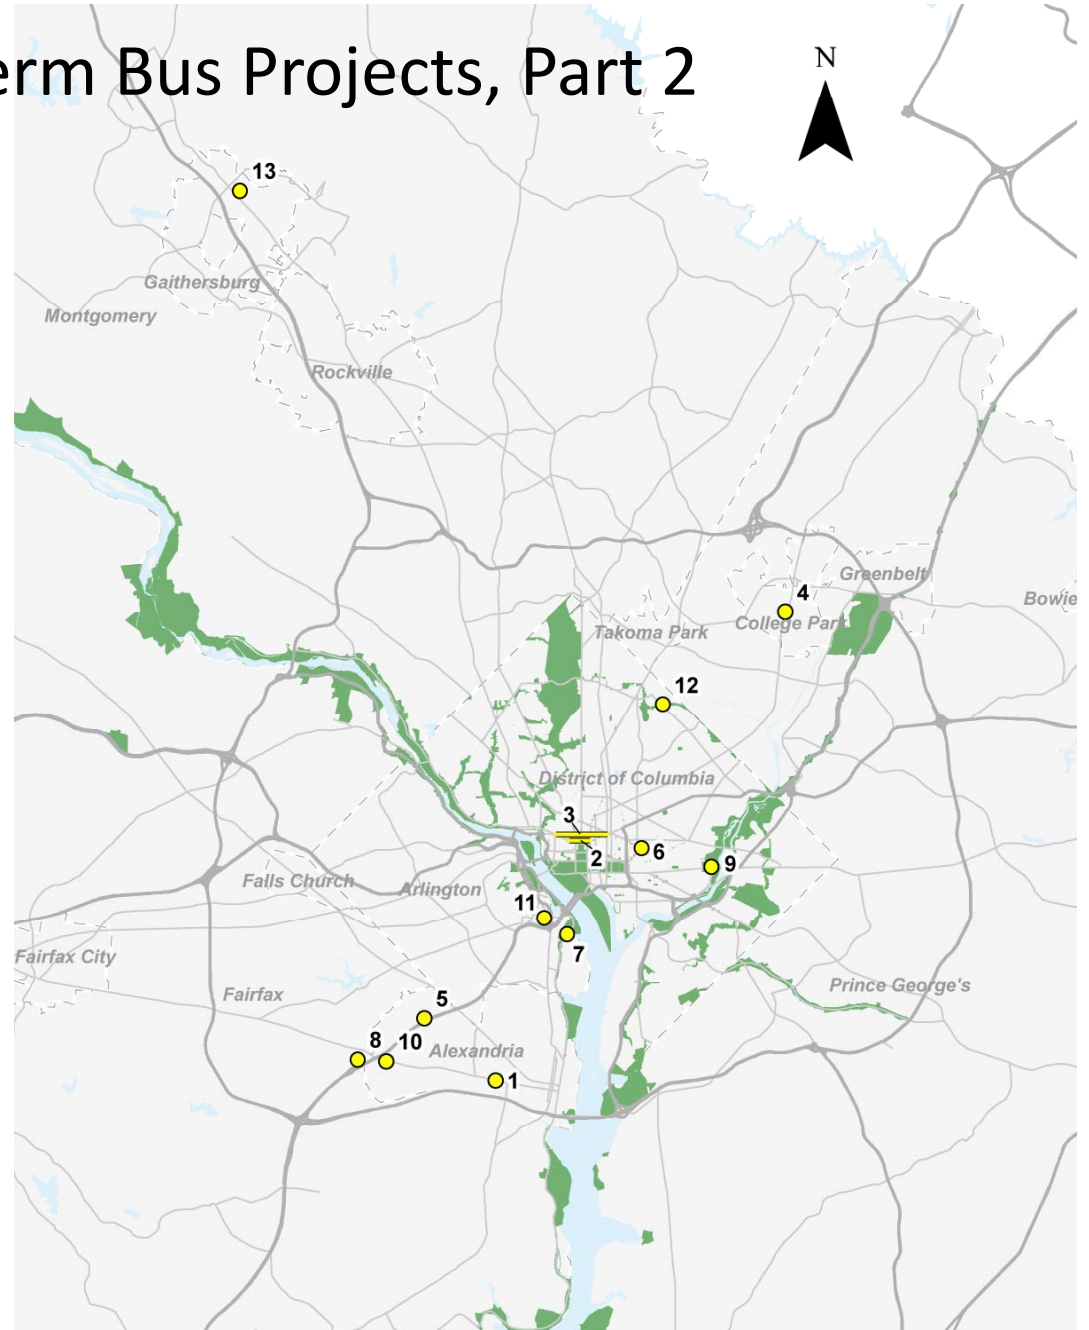 erm Bus Projects, Part 2
N
13
Gaithersburg
Montgomery
Rockville
Greenbelt
4
Bowie
College Park
Takoma Park
12
District of Columbia
3
2
6
9
Falls Church
Arlington
11
7
Fairfax City
Prince George's
Fairfax
5
8
10
Alexandria
1